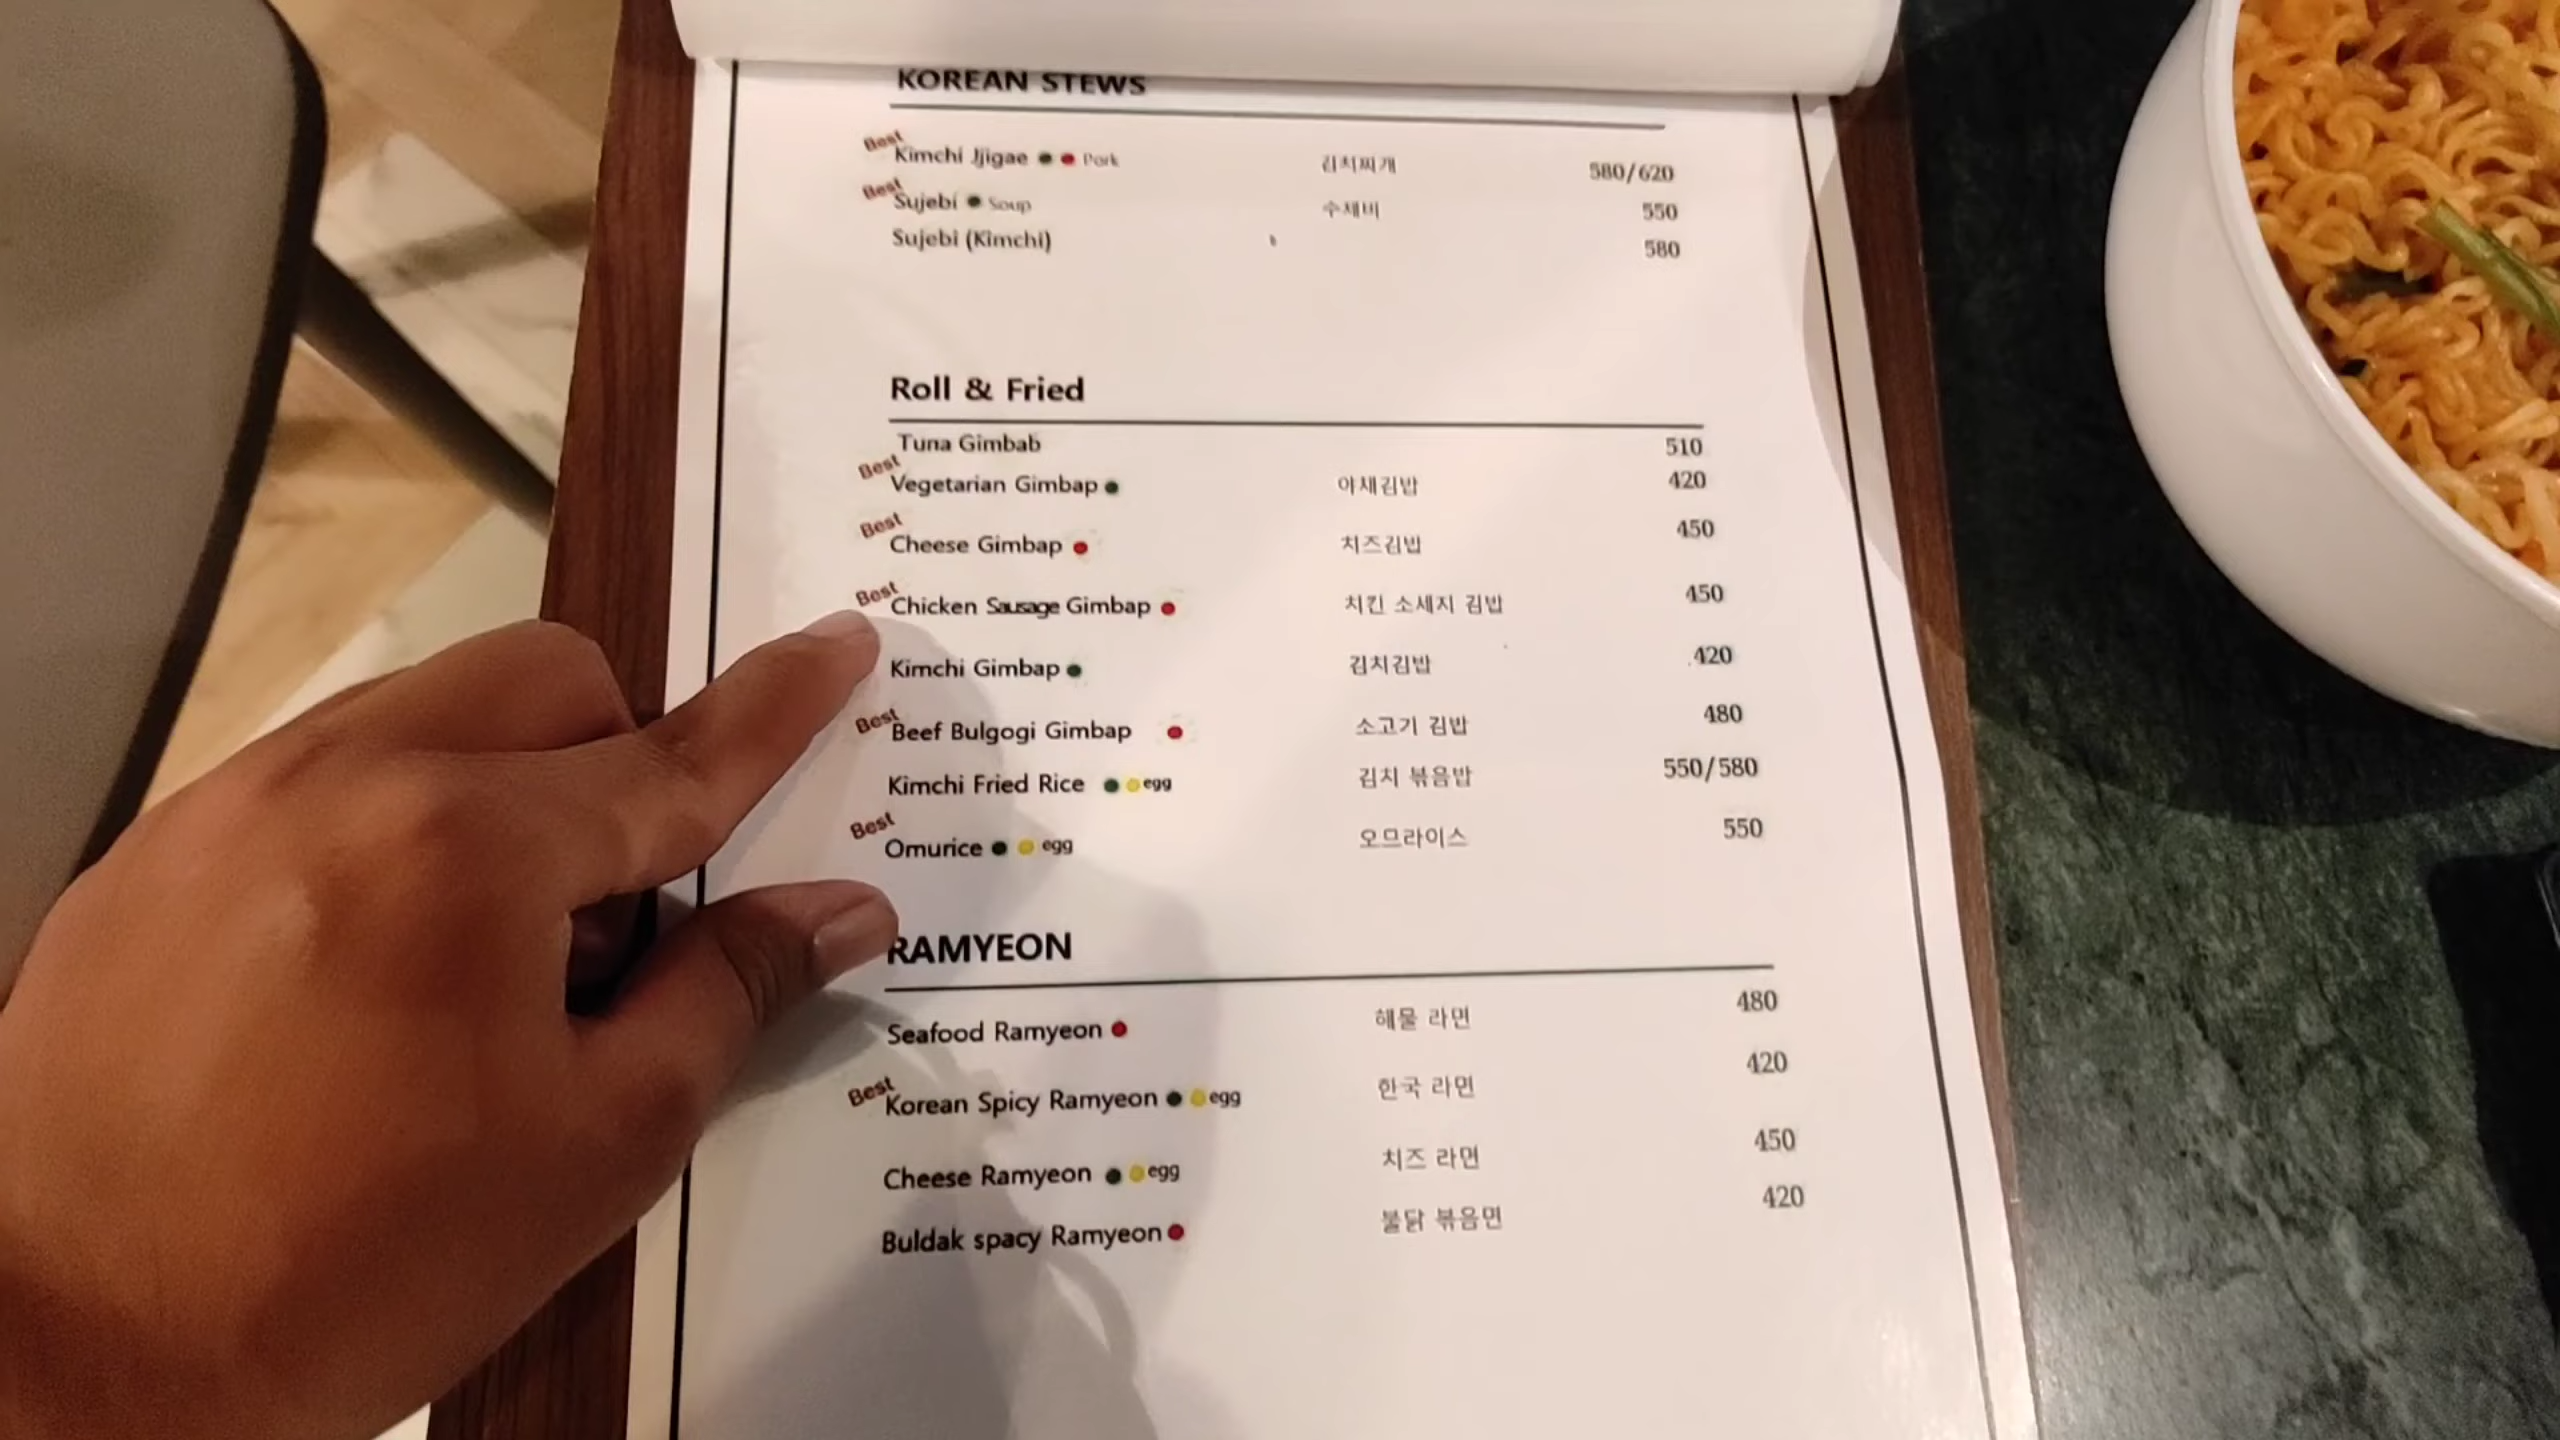 KOREAN STEWS
Best
Kimchi Jjigae Pork 김치찌개 580/620
Best
Sujebi Soup 수제비 550
Sujebi (Kimchi) 580
Roll & Fried
Tuna Gimbab 510
Best
Vegetarian Gimbap 야채김밥 420
Best
Cheese Gimbap 치즈김밥 450
Best
Chicken Sausage Gimbap 치킨 소세지 김밥 450
Kimchi Gimbap 김치김밥 420
Best
Beef Bulgogi Gimbap 소고기 김밥 480
Kimchi Fried Rice egg 김치 볶음밥 550/580
Best
Omurice egg 오므라이스 550
RAMYEON
Seafood Ramyeon 해물 라면 480
Best
Korean Spicy Ramyeon egg 한국 라면 420
Cheese Ramyeon egg 치즈 라면 450
Buldak spacy Ramyeon 불닭 볶음면 420